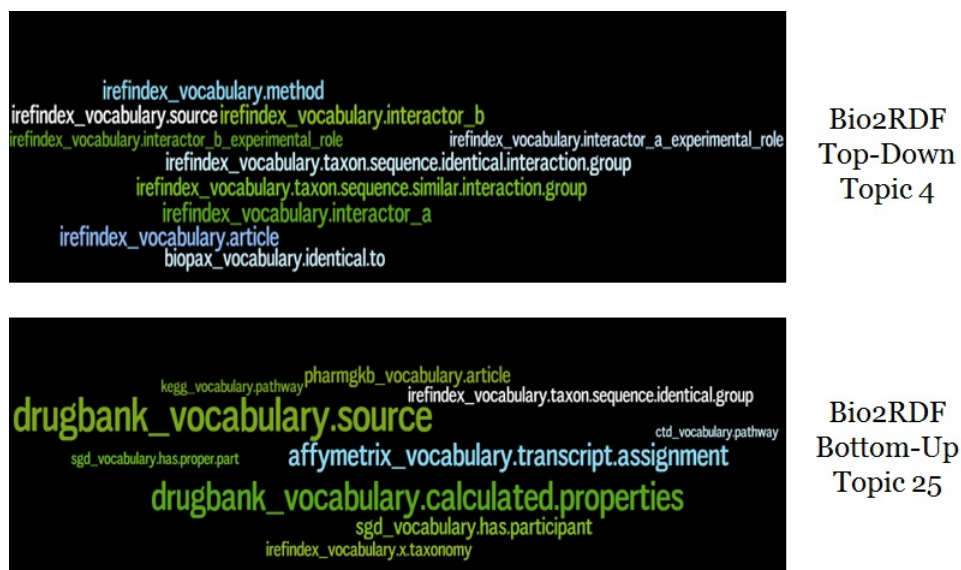 irefindex_vocabulary.method
irefindex_vocabulary.source irefindex_vocabulary.interactor_b
irefindex_vocabulary.interactor_b_experimental_role irefindex_vocabulary.interactor_a_experimental_role
irefindex_vocabulary.taxon.sequence.identical.interaction.group
irefindex_vocabulary.taxon.sequence.similar.interaction.group
irefindex_vocabulary.interactor_a
irefindex_vocabulary.article
biopax_vocabulary.identical.to
Bio2RDF
Top-Down
Topic 4
pharmgkb_vocabulary.article
kegg_vocabulary.pathway
irefindex_vocabulary.taxon.sequence.identical.group
drugbank_vocabulary.source
ctd_vocabulary.pathway
sgd_vocabulary.has.proper.part
affymetrix_vocabulary.transcript.assignment
drugbank_vocabulary.calculated.properties
sgd_vocabulary.has.participant
irefindex_vocabulary.x.taxonomy
Bio2RDF
Bottom-Up
Topic 25